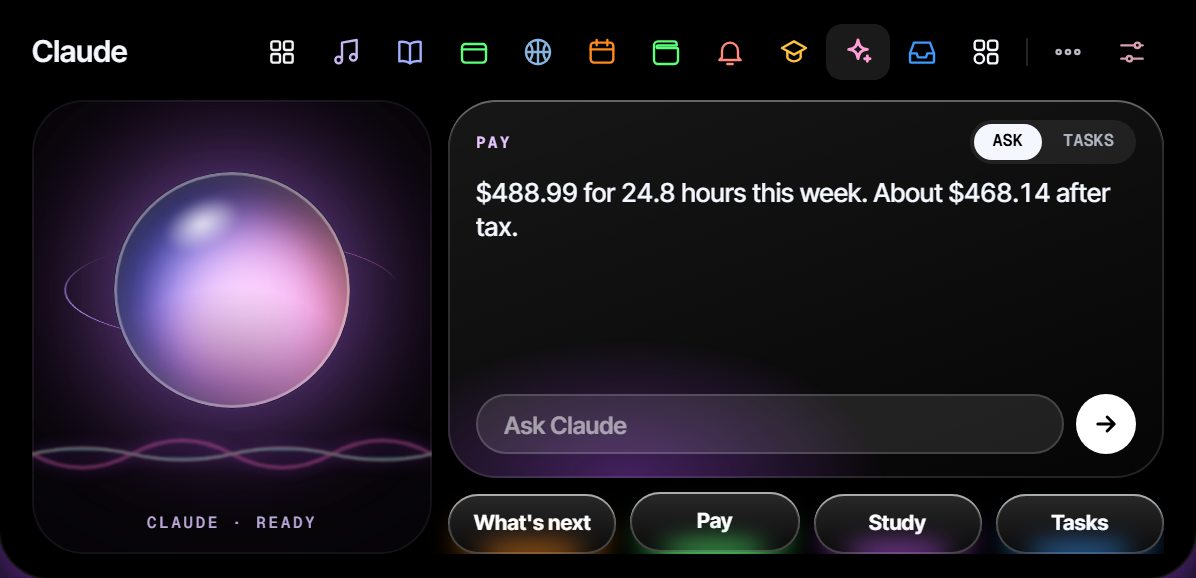 Claude
PAY
ASK
TASKS
$488.99 for 24.8 hours this week. About $468.14 after
tax.
Ask Claude
CLAUDE · READY
What's next
Pay
Study
Tasks